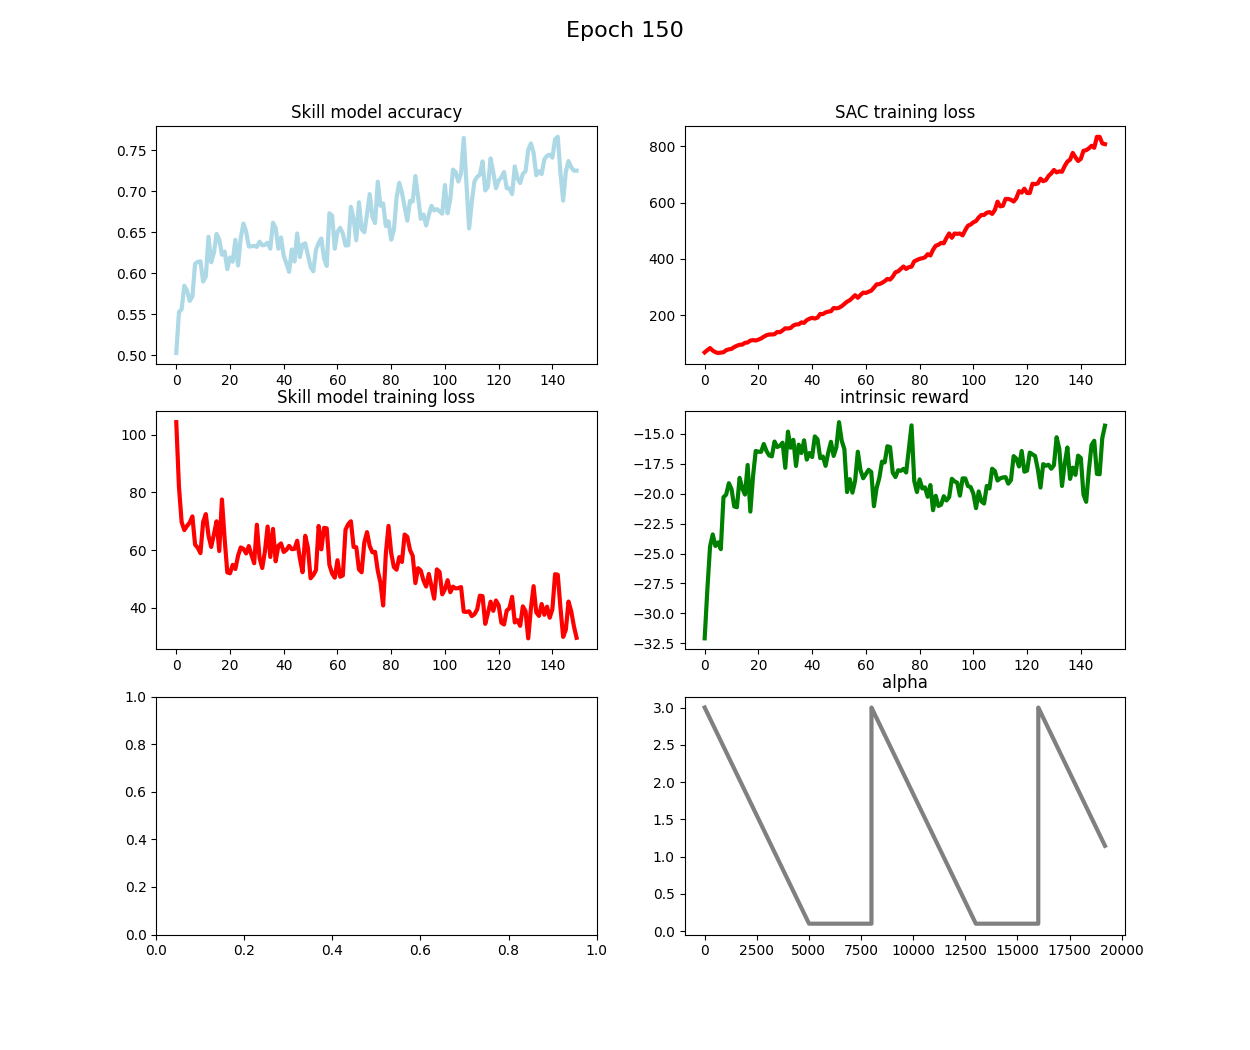 Epoch 150
Skill model accuracy
0.75
0.70
0.65
0.60
0.55
0.50
0 20 40 60 80 100 120 140
SAC training loss
800
600
400
200
0 20 40 60 80 100 120 140
Skill model training loss
100
80
60
40
0 20 40 60 80 100 120 140
intrinsic reward
−15.0
−17.5
−20.0
−22.5
−25.0
−27.5
−30.0
−32.5
0 20 40 60 80 100 120 140
1.0
0.8
0.6
0.4
0.2
0.0
0.0 0.2 0.4 0.6 0.8 1.0
alpha
3.0
2.5
2.0
1.5
1.0
0.5
0.0
0 2500 5000 7500 10000 12500 15000 17500 20000